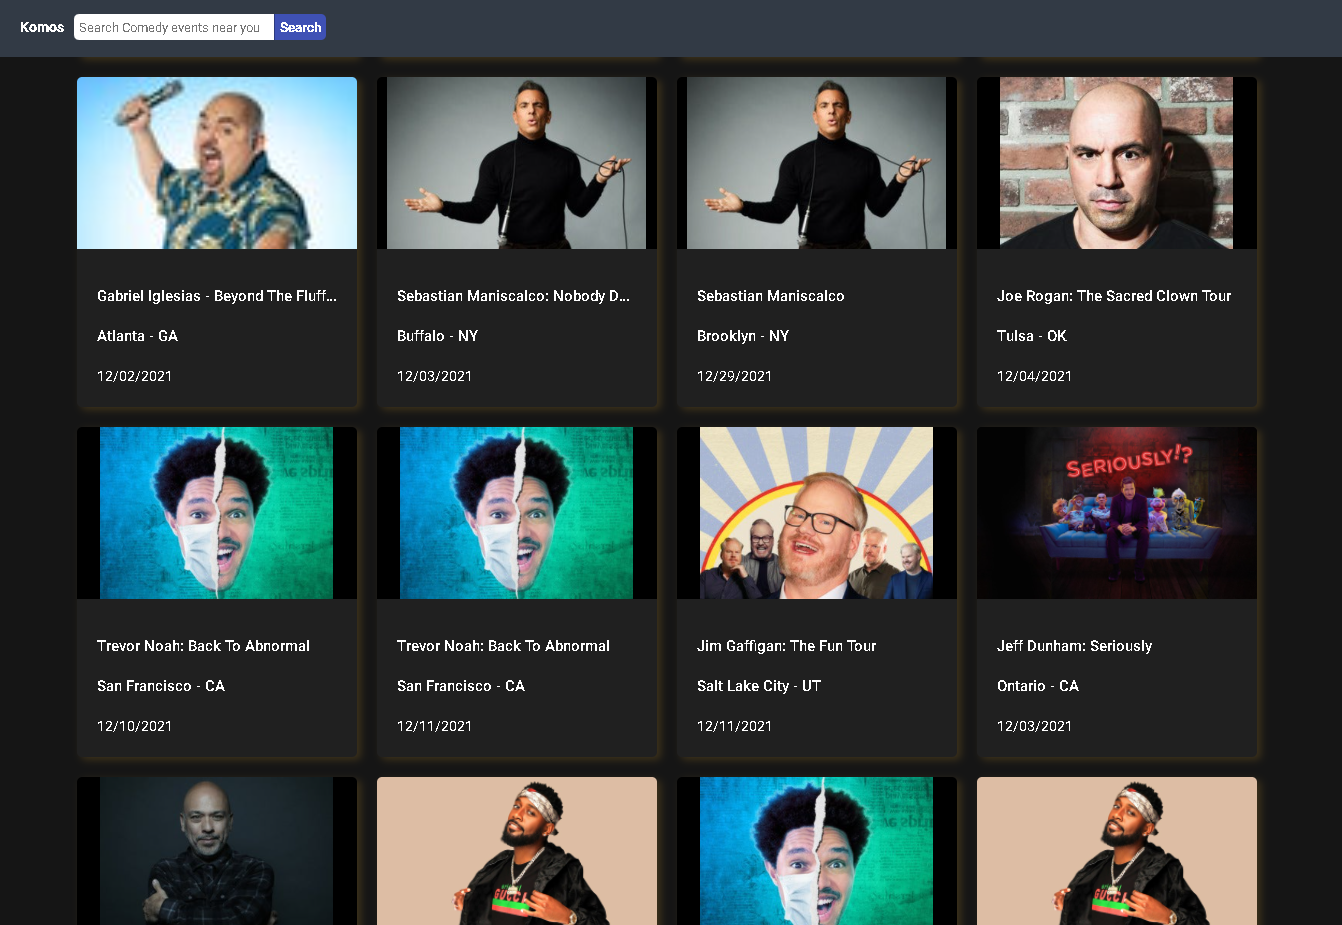 Komos
Search Comedy events near you
Search
Gabriel Iglesias - Beyond The Fluff...
Sebastian Maniscalco: Nobody D...
Sebastian Maniscalco
Joe Rogan: The Sacred Clown Tour
Atlanta - GA
Buffalo - NY
Brooklyn - NY
Tulsa - OK
12/02/2021
12/03/2021
12/29/2021
12/04/2021
SERIOUSLY!?
Trevor Noah: Back To Abnormal
Trevor Noah: Back To Abnormal
Jim Gaffigan: The Fun Tour
Jeff Dunham: Seriously
San Francisco - CA
San Francisco - CA
Salt Lake City - UT
Ontario - CA
12/10/2021
12/11/2021
12/11/2021
12/03/2021
GUCCI
GUCCI